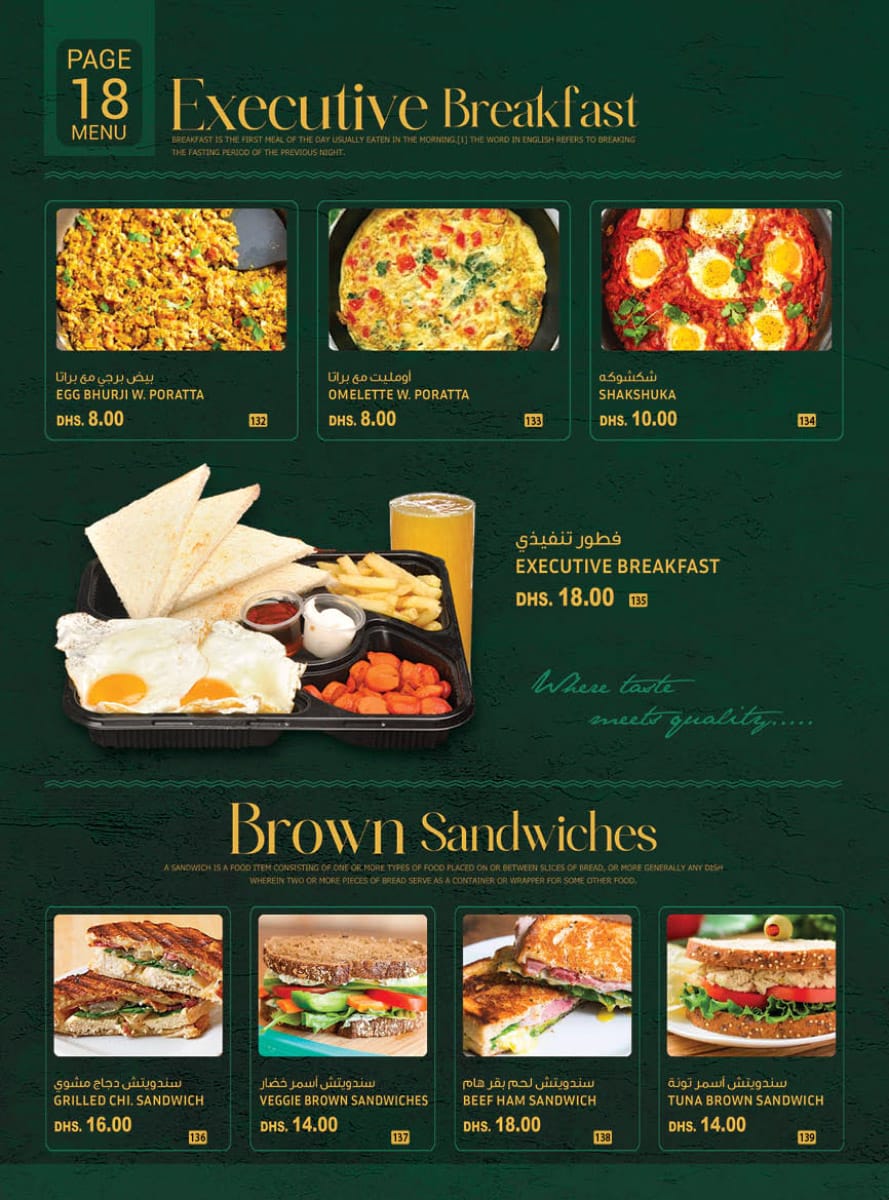 PAGE
18
MENU
Executive Breakfast
BREAKFAST IS THE FIRST MEAL OF THE DAY USUALLY EATEN IN THE MORNING.[1] THE WORD IN ENGLISH REFERS TO BREAKING
THE FASTING PERIOD OF THE PREVIOUS NIGHT.
بيض برجي مع براتا
EGG BHURJI W. PORATTA
DHS. 8.00
132
أومليت مع براتا
OMELETTE W. PORATTA
DHS. 8.00
133
شكشوكه
SHAKSHUKA
DHS. 10.00
134
فطور تنفيذي
EXECUTIVE BREAKFAST
DHS. 18.00 135
Where taste
meets quality.....
Brown Sandwiches
A SANDWICH IS A FOOD ITEM CONSISTING OF ONE OR MORE TYPES OF FOOD PLACED ON OR BETWEEN SLICES OF BREAD, OR MORE GENERALLY ANY DISH
WHEREIN TWO OR MORE PIECES OF BREAD SERVE AS A CONTAINER OR WRAPPER FOR SOME OTHER FOOD.
سندويتش دجاج مشوي
GRILLED CHI. SANDWICH
DHS. 16.00
136
سندويتش أسمر خضار
VEGGIE BROWN SANDWICHES
DHS. 14.00
137
سندويتش لحم بقر هام
BEEF HAM SANDWICH
DHS. 18.00
138
سندويتش أسمر تونة
TUNA BROWN SANDWICH
DHS. 14.00
139